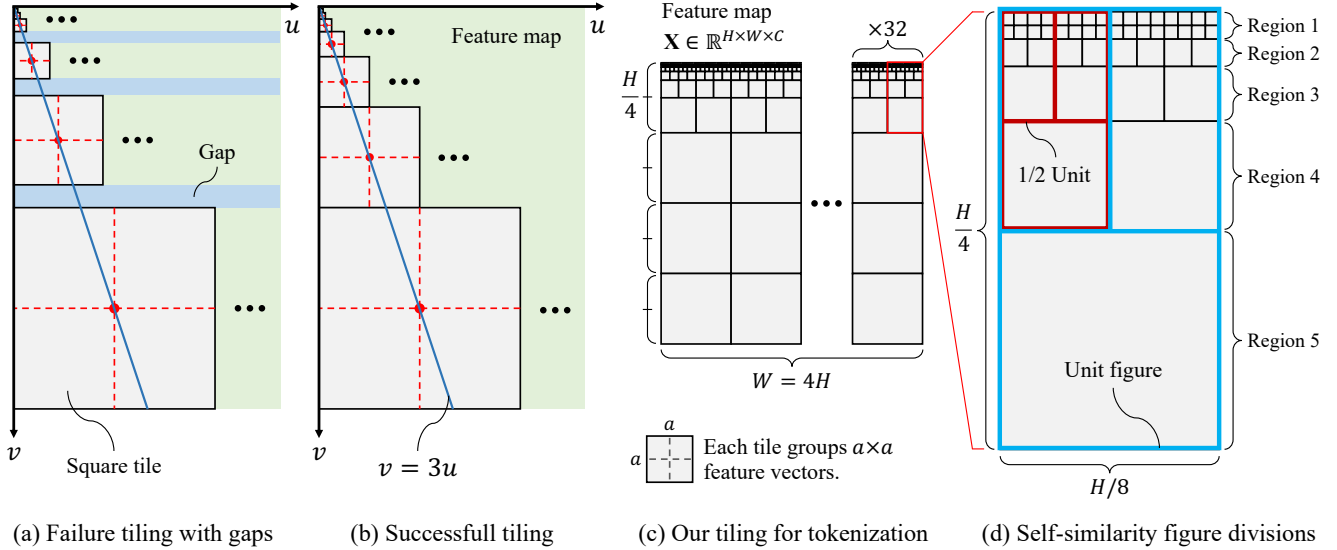 u
Gap
v
Square tile
(a) Failure tiling with gaps
u
Feature map
v
v = 3u
(b) Successfull tiling
Feature map
X ∈ ℝ^{H×W×C}
×32
H/4
W = 4H
a
a
Each tile groups a×a
feature vectors.
(c) Our tiling for tokenization
H/4
1/2 Unit
Unit figure
H/8
Region 1
Region 2
Region 3
Region 4
Region 5
(d) Self-similarity figure divisions